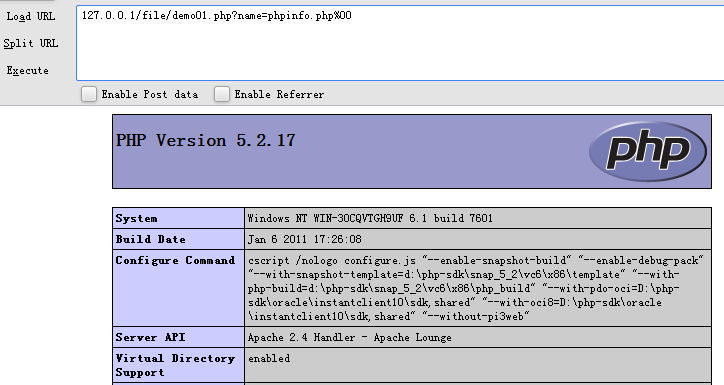 Load URL
127.0.0.1/file/demo01.php?name=phpinfo.php%00
Split URL
Execute
Enable Post data
Enable Referrer
PHP Version 5.2.17
php
System
Windows NT WIN-3OCQVTGH9UF 6.1 build 7601
Build Date
Jan 6 2011 17:26:08
Configure Command
cscript /nologo configure.js "--enable-snapshot-build" "--enable-debug-pack"
"--with-snapshot-template=d:\php-sdk\snap_5_2\vc6\x86\template" "--with-
php-build=d:\php-sdk\snap_5_2\vc6\x86\php_build" "--with-pdo-oci=D:\php-
sdk\oracle\instantclient10\sdk,shared" "--with-oci8=D:\php-sdk\oracle
\instantclient10\sdk,shared" "--without-pi3web"
Server API
Apache 2.4 Handler - Apache Lounge
Virtual Directory
Support
enabled